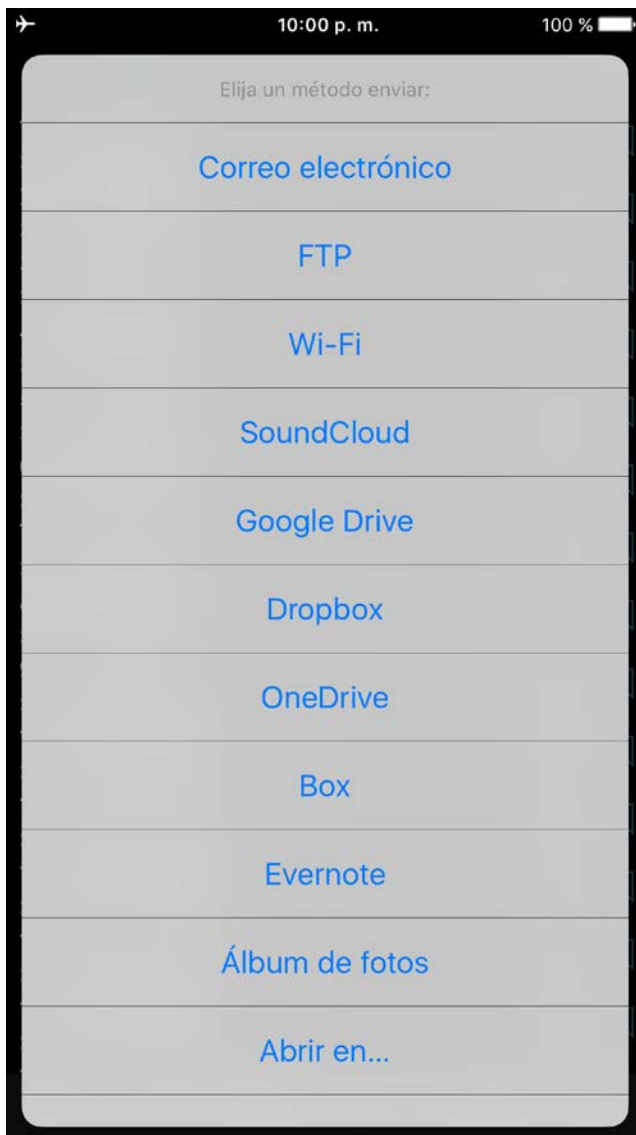 10:00 p. m.
100 %
Elija un método enviar:
Correo electrónico
FTP
Wi-Fi
SoundCloud
Google Drive
Dropbox
OneDrive
Box
Evernote
Álbum de fotos
Abrir en...